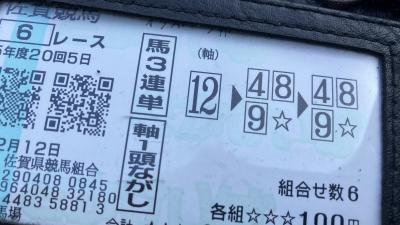 佐賀競馬
6 レース
年度20回5日
2月12日
佐賀県競馬組合
290408 0845
964048 32180
4483 5881 3
馬場
馬3連単
軸1頭ながし
(軸)
12 ▶ 4 8 ▶ 4 8
9 ☆ 9 ☆
組合せ数 6
各組☆☆☆100円